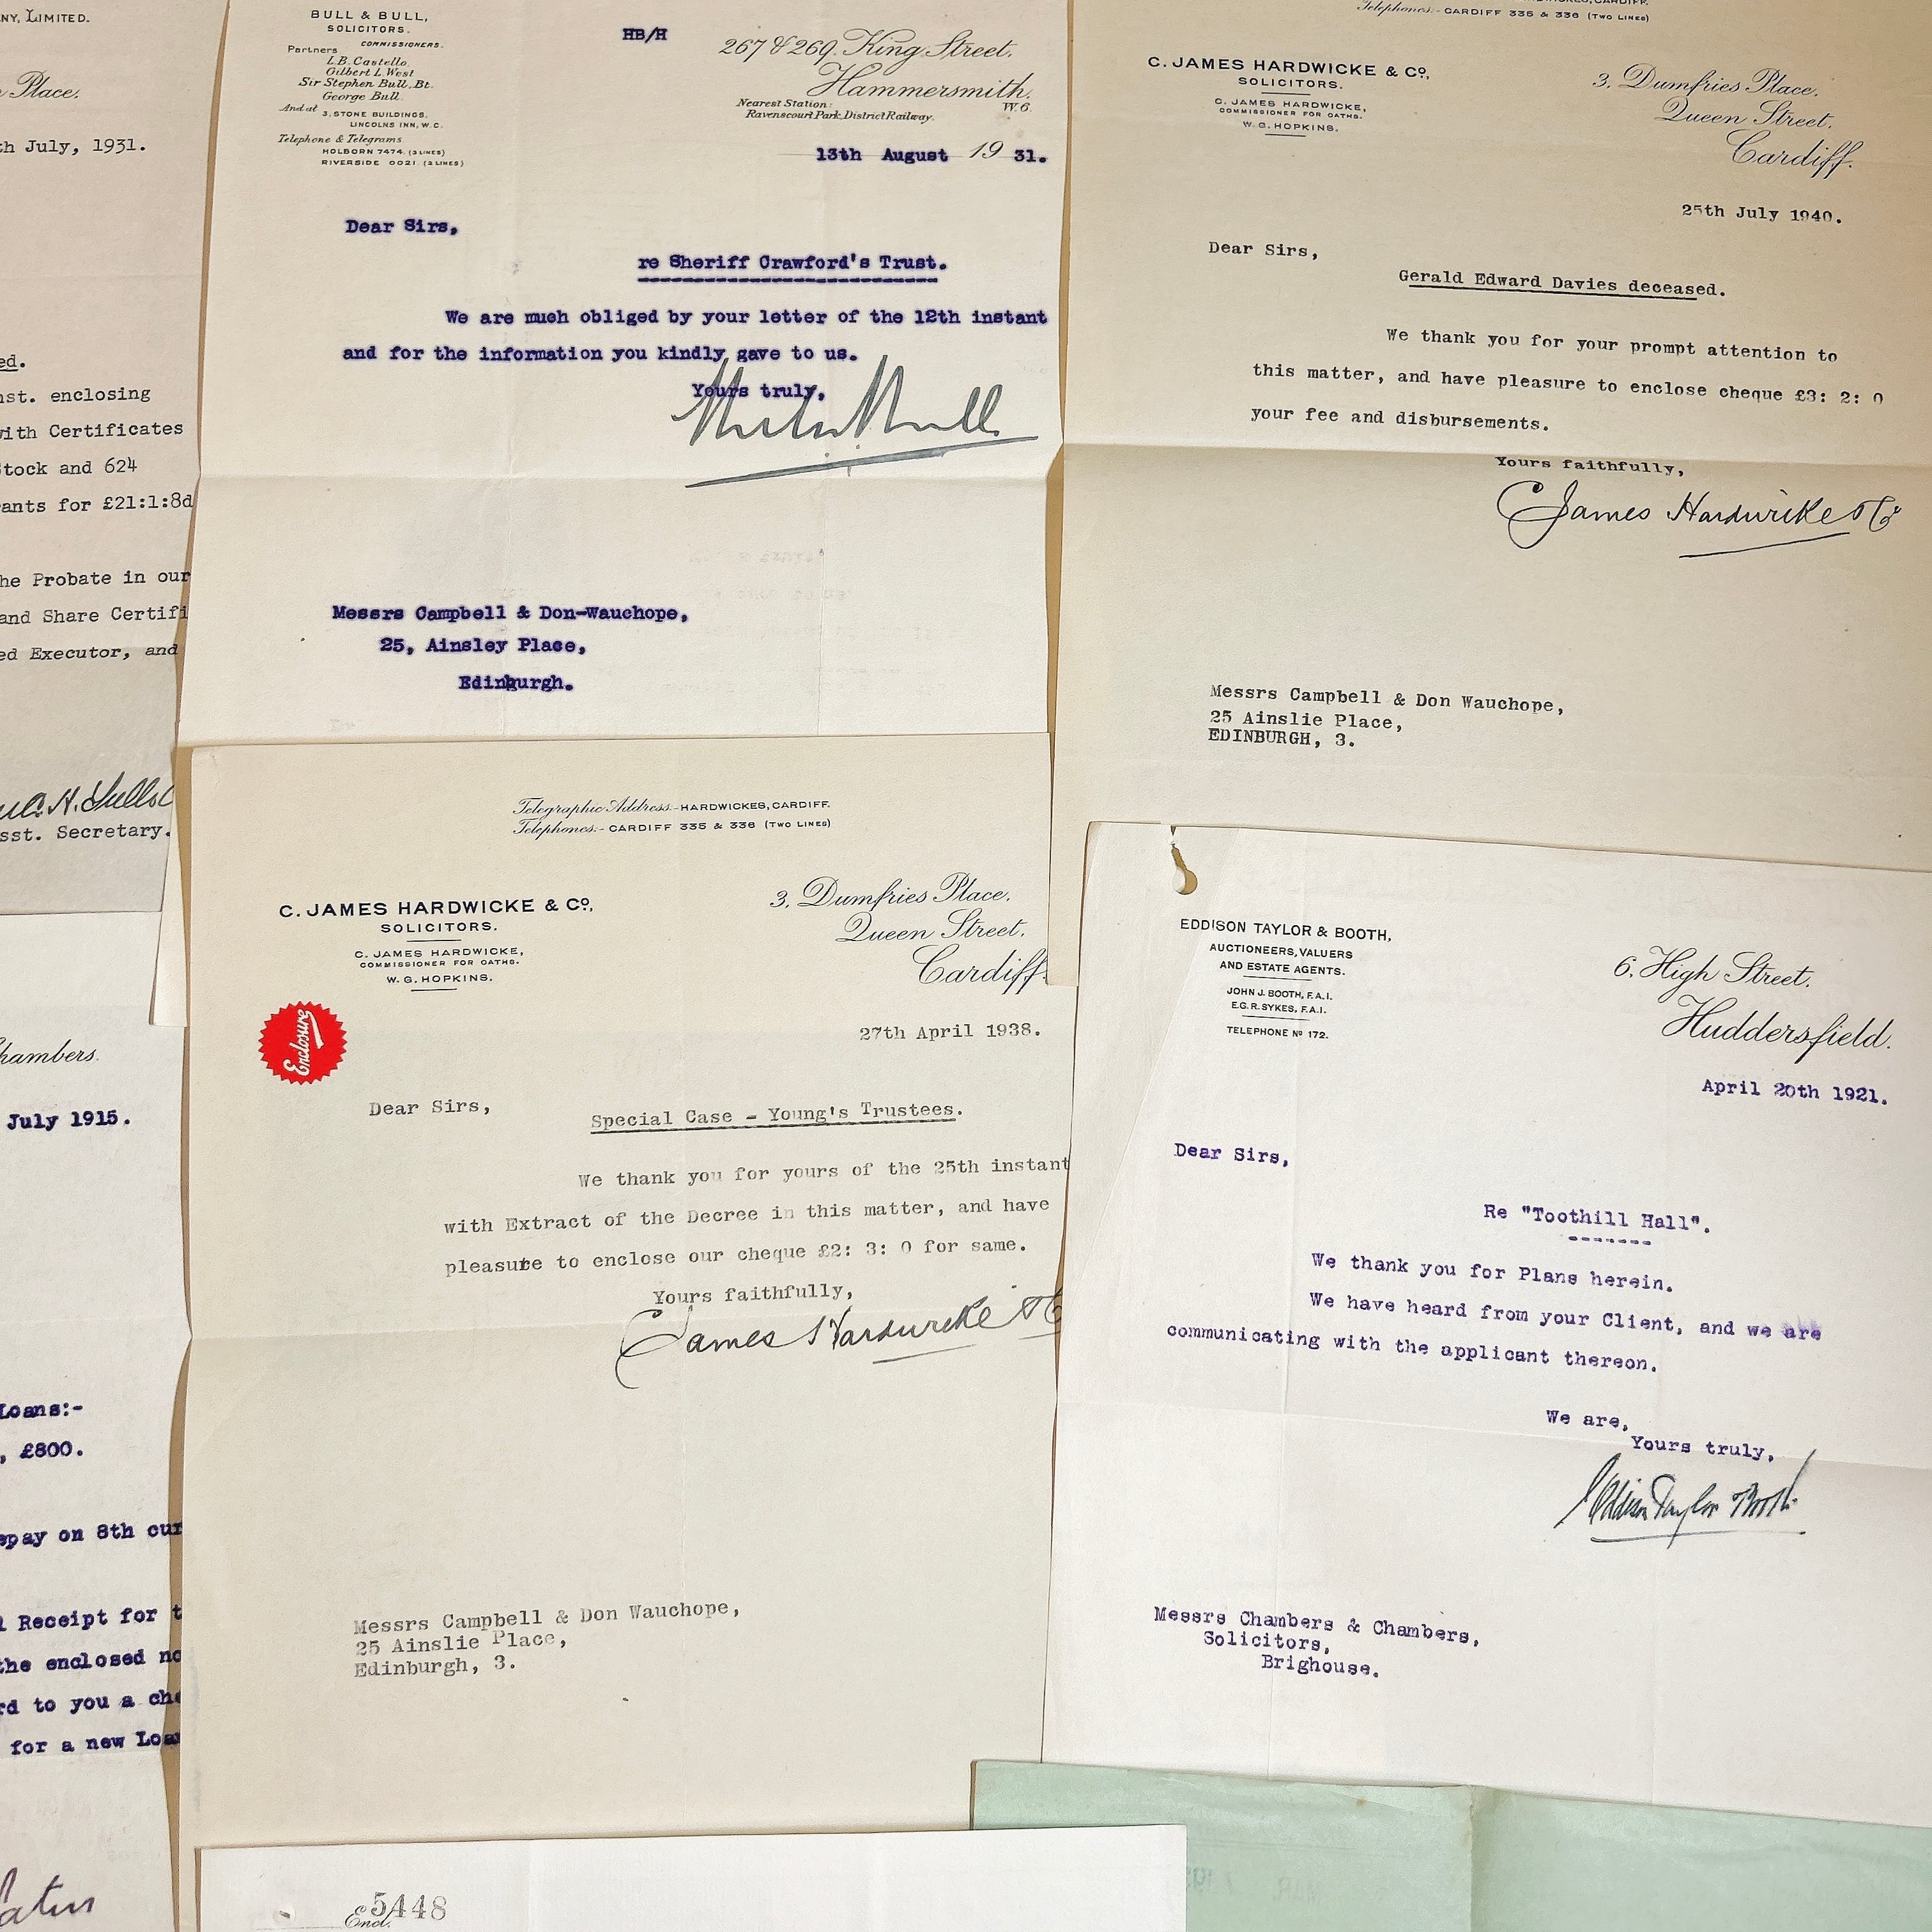 NY, LIMITED.
Place.
th July, 1931.
ed.
nst. enclosing
with Certificates
Stock and 624
ants for £21:1:8d
he Probate in our
and Share Certifi
ed Executor, and
sst. Secretary.
BULL & BULL,
SOLICITORS.
COMMISSIONERS.
Partners
I.B. Castello.
Gilbert L. West
Sir Stephen Bull, Bt.
George Bull.
And at 3, STONE BUILDINGS.
LINCOLNS INN, W.C.
Telephone & Telegrams
HOLBORN 7474. (3 LINES)
RIVERSIDE 0021 (2 LINES)
HB/H
267 & 269. King Street.
Hammersmith.
W.6.
Nearest Station:
Ravenscourt Park, District Railway.
13th August 19 31.
Dear Sirs,
re Sheriff Crawford's Trust.
We are much obliged by your letter of the 12th instant
and for the information you kindly gave to us.
Yours truly,
Messrs Campbell & Don-Wauchope,
25, Ainsley Place,
Edinburgh.
Telephones:- CARDIFF 335 & 336 (TWO LINES)
C. JAMES HARDWICKE & Co.,
SOLICITORS.
C. JAMES HARDWICKE,
COMMISSIONER FOR OATHS.
W. G. HOPKINS.
3. Dumfries Place.
Queen Street.
Cardiff.
25th July 1940.
Dear Sirs,
Gerald Edward Davies deceased.
We thank you for your prompt attention to
this matter, and have pleasure to enclose cheque £3: 2: 0
your fee and disbursements.
Yours faithfully,
C James Hardwicke & Co
Messrs Campbell & Don Wauchope,
25 Ainslie Place,
EDINBURGH, 3.
Chambers.
July 1915.
Loans:-
, £800.
epay on 8th cur
l Receipt for t
the enclosed no
rd to you a che
for a new Loan
Telegraphic Address:- HARDWICKES, CARDIFF.
Telephones:- CARDIFF 335 & 336 (TWO LINES)
C. JAMES HARDWICKE & Co.,
SOLICITORS.
C. JAMES HARDWICKE,
COMMISSIONER FOR OATHS.
W. G. HOPKINS.
3, Dumfries Place.
Queen Street.
Cardiff.
Enclosure
27th April 1938.
Dear Sirs,
Special Case - Young's Trustees.
We thank you for yours of the 25th instant
with Extract of the Decree in this matter, and have
pleasure to enclose our cheque £2: 3: 0 for same.
Yours faithfully,
C James Hardwicke & Co
Messrs Campbell & Don Wauchope,
25 Ainslie Place,
Edinburgh, 3.
EDDISON TAYLOR & BOOTH,
AUCTIONEERS, VALUERS
AND ESTATE AGENTS.
JOHN J. BOOTH, F.A.I.
E.G.R. SYKES, F.A.I.
TELEPHONE No 172.
6. High Street.
Huddersfield.
April 20th 1921.
Dear Sirs,
Re "Toothill Hall".
We thank you for Plans herein.
We have heard from your Client, and we are
communicating with the applicant thereon.
We are,
Yours truly,
Eddison Taylor & Booth
Messrs Chambers & Chambers,
Solicitors,
Brighouse.
5448
Encl.